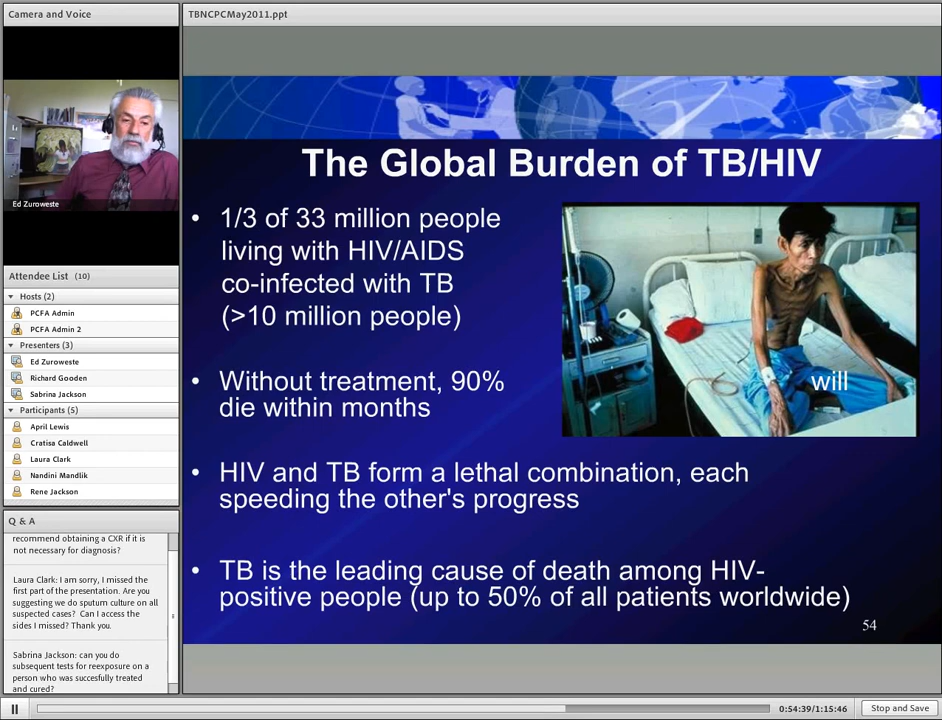 Camera and Voice
Ed Zuroweste
Attendee List (10)
Hosts (2)
PCFA Admin
PCFA Admin 2
Presenters (3)
Ed Zuroweste
Richard Gooden
Sabrina Jackson
Participants (5)
April Lewis
Cratisa Caldwell
Laura Clark
Nandini Mandlik
Rene Jackson
Q & A
recommend obtaining a CXR if it is
not necessary for diagnosis?
Laura Clark: I am sorry, I missed the
first part of the presentation. Are you
suggesting we do sputum culture on all
suspected cases? Can I access the
sides I missed? Thank you.
Sabrina Jackson: can you do
subsequent tests for reexposure on a
person who was succesfully treated
and cured?
TBNCPCMay2011.ppt
The Global Burden of TB/HIV
• 1/3 of 33 million people
living with HIV/AIDS
co-infected with TB
(>10 million people)
• Without treatment, 90% will
die within months
• HIV and TB form a lethal combination, each
speeding the other's progress
• TB is the leading cause of death among HIV-
positive people (up to 50% of all patients worldwide)
54
0:54:39/1:15:46
Stop and Save